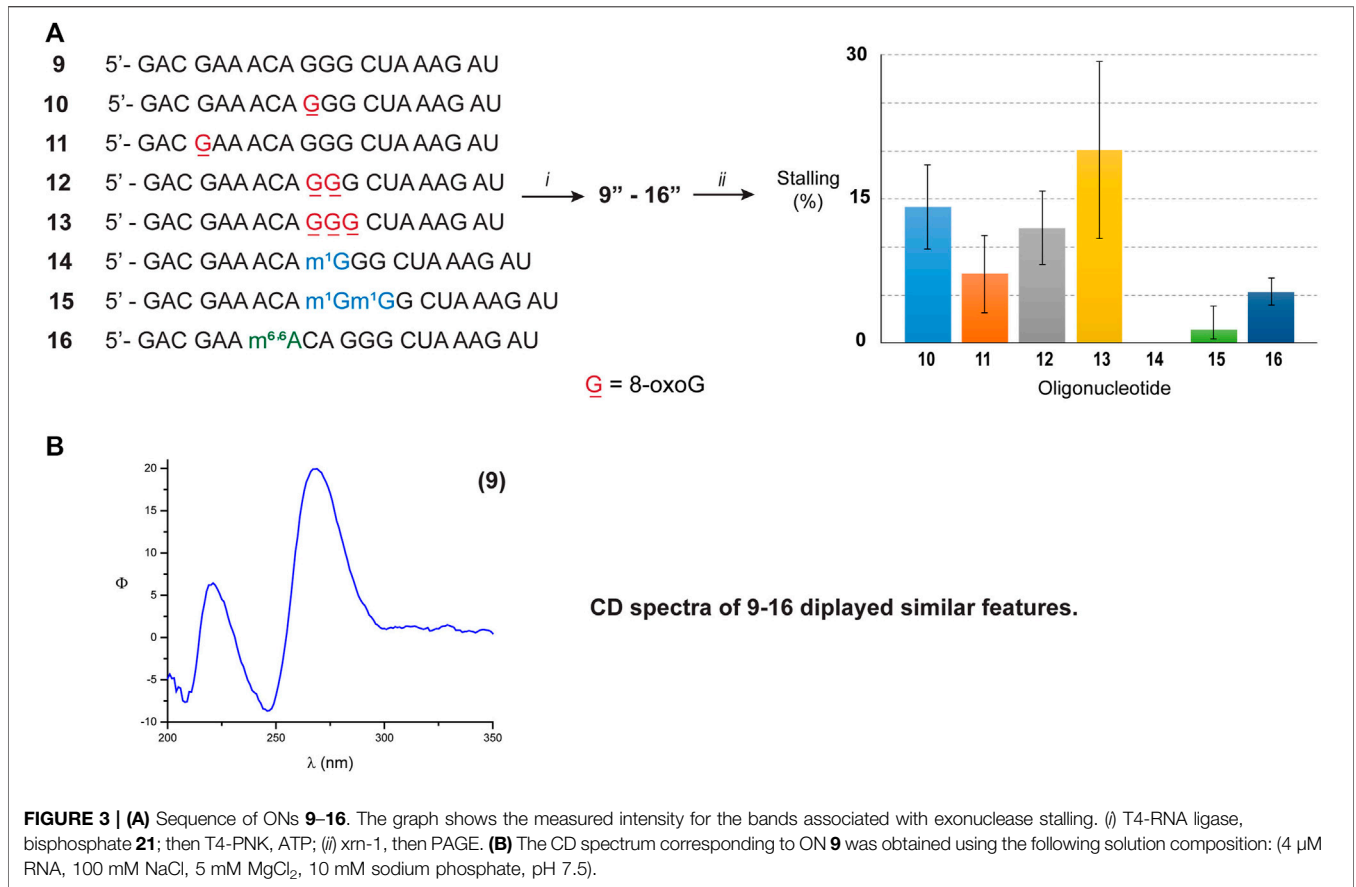 A
9 5'- GAC GAA ACA GGG CUA AAG AU
10 5'- GAC GAA ACA GGG CUA AAG AU
11 5'- GAC GAA ACA GGG CUA AAG AU
12 5' - GAC GAA ACA GGG CUA AAG AU
13 5' - GAC GAA ACA GGG CUA AAG AU
14 5' - GAC GAA ACA m¹GGG CUA AAG AU
15 5' - GAC GAA ACA m¹Gm¹GG CUA AAG AU
16 5'- GAC GAA m⁶·⁶ACA GGG CUA AAG AU
G = 8-oxoG
i
9” - 16”
ii
Stalling
(%)
30
15
0
10 11 12 13 14 15 16
Oligonucleotide
B
(9)
20
15
10
5
0
-5
-10
Φ
200 250 300 350
λ (nm)
CD spectra of 9-16 diplayed similar features.
FIGURE 3 | (A) Sequence of ONs 9–16. The graph shows the measured intensity for the bands associated with exonuclease stalling. (i) T4-RNA ligase,
bisphosphate 21; then T4-PNK, ATP; (ii) xrn-1, then PAGE. (B) The CD spectrum corresponding to ON 9 was obtained using the following solution composition: (4 µM
RNA, 100 mM NaCl, 5 mM MgCl₂, 10 mM sodium phosphate, pH 7.5).